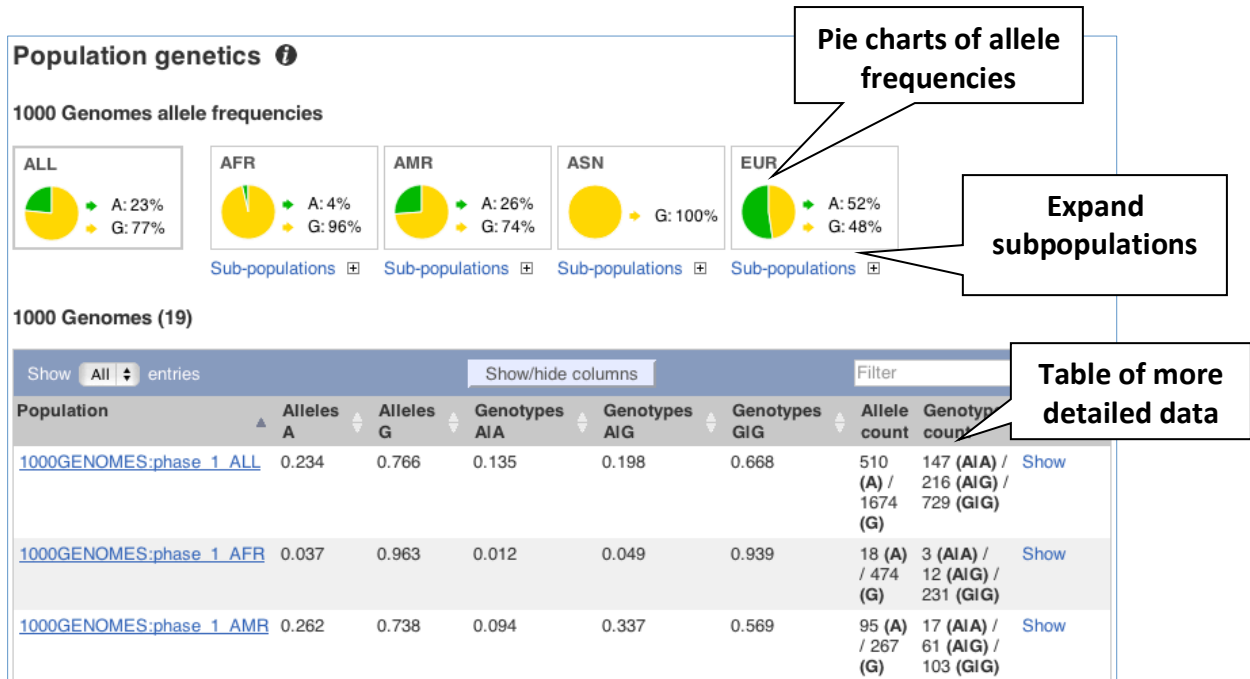 Pie charts of allele
frequencies
Population genetics i
1000 Genomes allele frequencies
ALL
A: 23%
G: 77%
AFR
A: 4%
G: 96%
AMR
A: 26%
G: 74%
ASN
G: 100%
EUR
A: 52%
G: 48%
Expand
subpopulations
Sub-populations + Sub-populations + Sub-populations + Sub-populations +
1000 Genomes (19)
Show All entries Show/hide columns Filter
Table of more
detailed data
Population Alleles Alleles Genotypes Genotypes Genotypes Allele
A G A|A A|G G|G count
1000GENOMES:phase_1_ALL 0.234 0.766 0.135 0.198 0.668 510 147 (A|A) / Show
(A) / 216 (A|G) /
1674 729 (G|G)
(G)
1000GENOMES:phase_1_AFR 0.037 0.963 0.012 0.049 0.939 18 (A) 3 (A|A) / Show
/ 474 12 (A|G) /
(G) 231 (G|G)
1000GENOMES:phase_1_AMR 0.262 0.738 0.094 0.337 0.569 95 (A) 17 (A|A) / Show
/ 267 61 (A|G) /
(G) 103 (G|G)